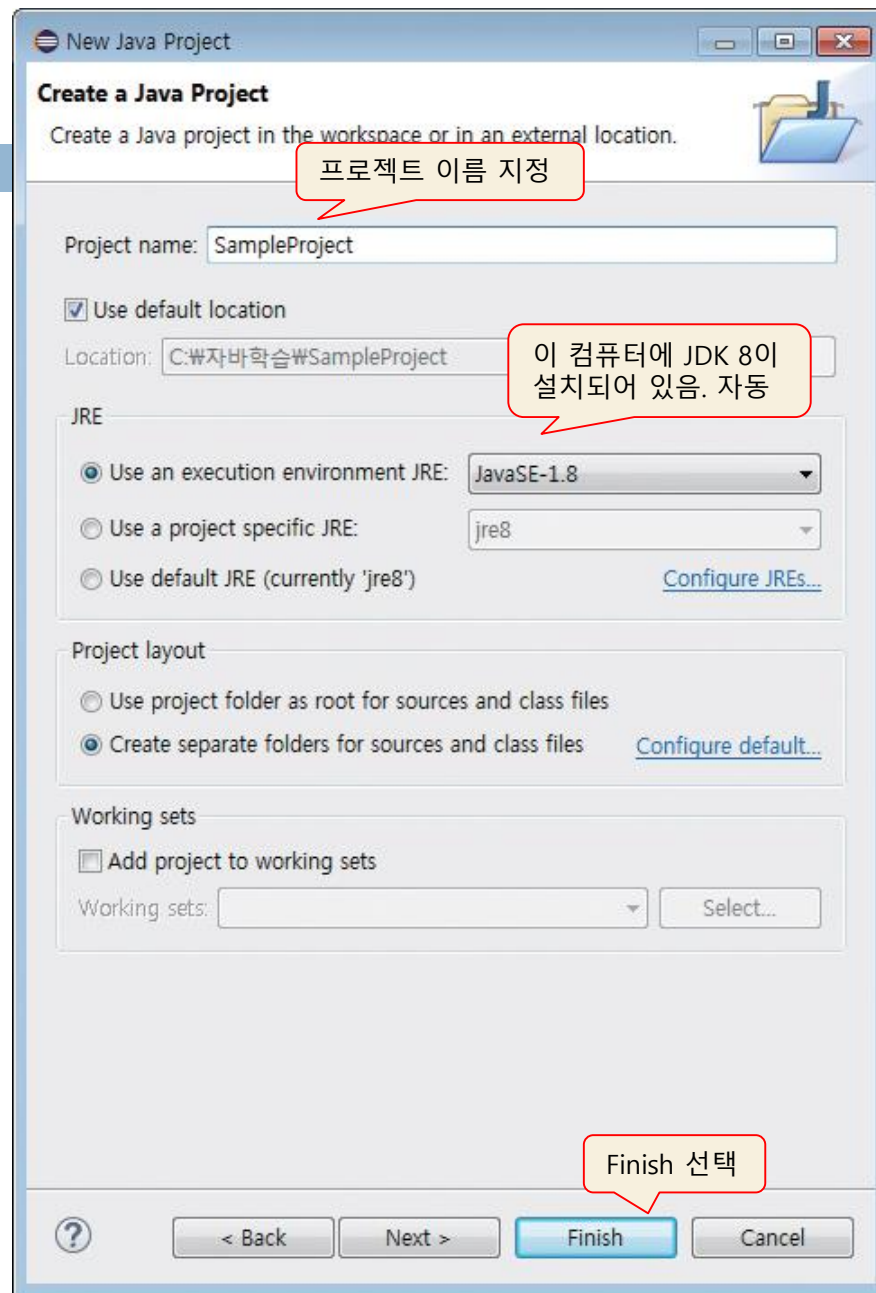 New Java Project
Create a Java Project
Create a Java project in the workspace or in an external location.
프로젝트 이름 지정
Project name: SampleProject
Use default location
Location: C:₩자바학습₩SampleProject
이 컴퓨터에 JDK 8이
설치되어 있음. 자동
JRE
Use an execution environment JRE: JavaSE-1.8
Use a project specific JRE: jre8
Use default JRE (currently 'jre8') Configure JREs...
Project layout
Use project folder as root for sources and class files
Create separate folders for sources and class files Configure default...
Working sets
Add project to working sets
Working sets: Select...
Finish 선택
? < Back Next > Finish Cancel